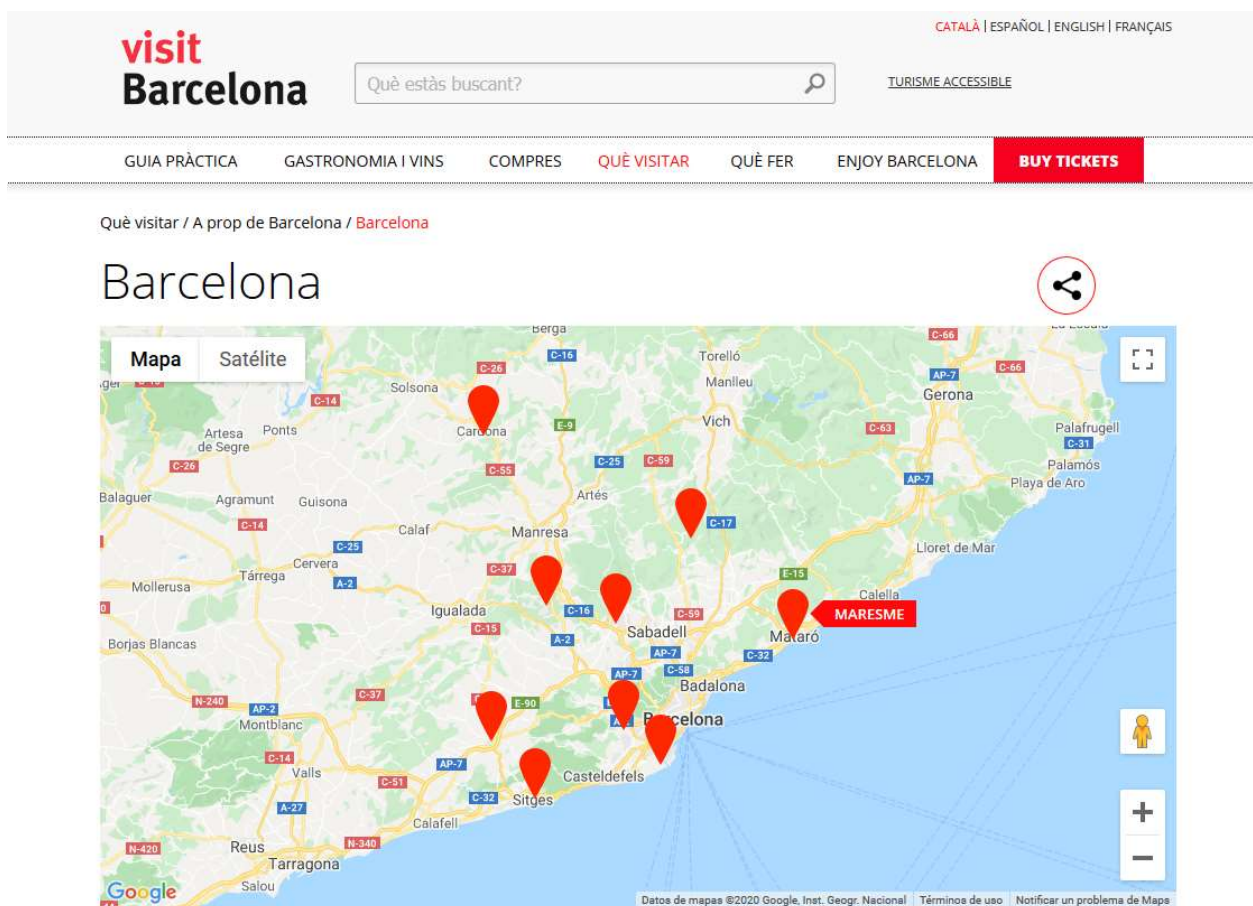 CATALÀ | ESPAÑOL | ENGLISH | FRANÇAIS
visit
Barcelona
Què estàs buscant?
TURISME ACCESSIBLE
GUIA PRÀCTICA GASTRONOMIA I VINS COMPRES QUÈ VISITAR QUÈ FER ENJOY BARCELONA BUY TICKETS
Què visitar / A prop de Barcelona / Barcelona
Barcelona
Mapa Satélite
Berga
C-16
C-26
Torelló
C-66
Solsona
Manlleu
AP-7
C-66
C-14
Gerona
Artesa
de Segre
Ponts
Cardona
E-9
Vich
C-63
Palafrugell
C-31
C-26
C-55
C-25
C-59
Palamós
AP-7
Playa de Aro
Balaguer
Agramunt
Guisona
Artés
C-14
Calaf
Manresa
C-17
C-25
Lloret de Mar
Cervera
Mollerusa
Tárrega
A-2
C-37
E-15
Calella
Igualada
C-16
C-59
MARESME
C-15
Sabadell
Mataró
Borjas Blancas
A-2
AP-7
C-32
AP-7
C-58
Badalona
N-240
AP-2
C-37
E-90
Barcelona
Montblanc
C-14
Valls
AP-7
C-51
Casteldefels
A-27
C-32
Sitges
Calafell
N-420
Reus
N-340
Tarragona
Salou
Google
Datos de mapas ©2020 Google, Inst. Geogr. Nacional Términos de uso Notificar un problema de Maps